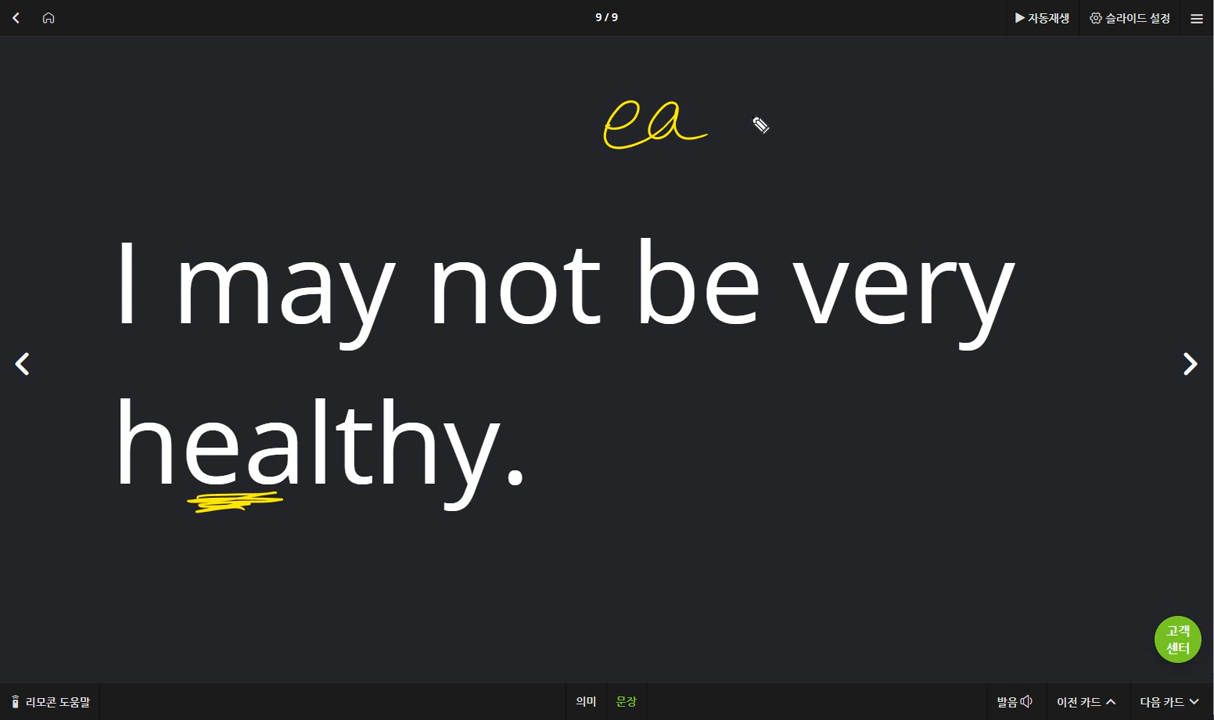 9 / 9
자동재생
슬라이드 설정
ea
I may not be very
healthy.
고객
센터
리모콘 도움말
의미
문장
발음
이전 카드
다음 카드